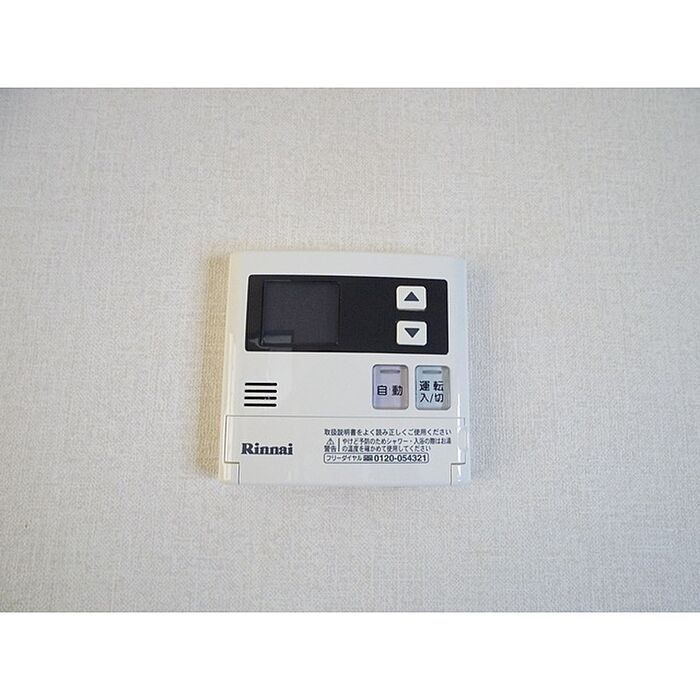 自動
運転
入/切
取扱説明書をよく読み正しくご使用ください
Rinnai
警告
やけど予防のためシャワー・入浴の際はお湯
の温度を確かめて使用してください
フリーダイヤル 0120-054321